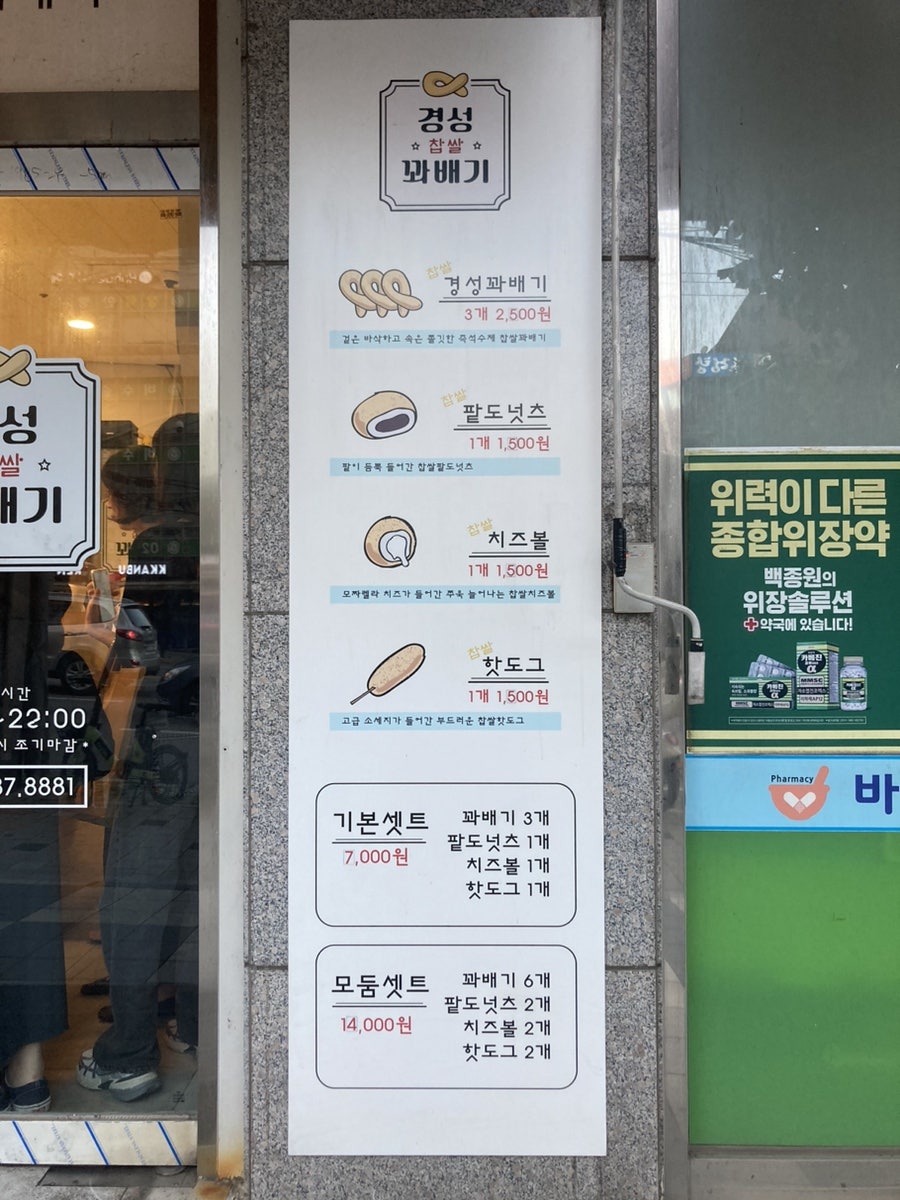 경성
찹쌀
꽈배기
찹쌀
경성꽈배기
3개 2,500원
겉은 바삭하고 속은 쫄깃한 즉석수제 찹쌀꽈배기
찹쌀
팥도넛츠
1개 1,500원
팥이 듬뿍 들어간 찹쌀팥도넛츠
찹쌀
치즈볼
1개 1,500원
모짜렐라 치즈가 들어간 쭈욱 늘어나는 찹쌀치즈볼
찹쌀
핫도그
1개 1,500원
고급 소세지가 들어간 부드러운 찹쌀핫도그
기본셋트
7,000원
꽈배기 3개
팥도넛츠 1개
치즈볼 1개
핫도그 1개
모둠셋트
14,000원
꽈배기 6개
팥도넛츠 2개
치즈볼 2개
핫도그 2개
성
쌀
배기
시간
~22:00
시 조기마감*
37.8881
KKANBU
위력이 다른
종합위장약
백종원의
위장솔루션
약국에 있습니다!
카베진
α
MMSC
Pharmacy
바